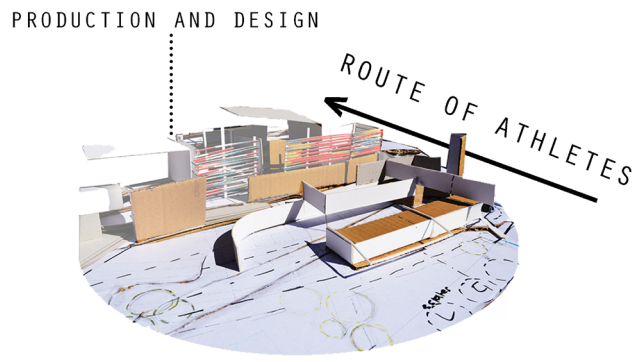 PRODUCTION AND DESIGN
ROUTE OF ATHLETES